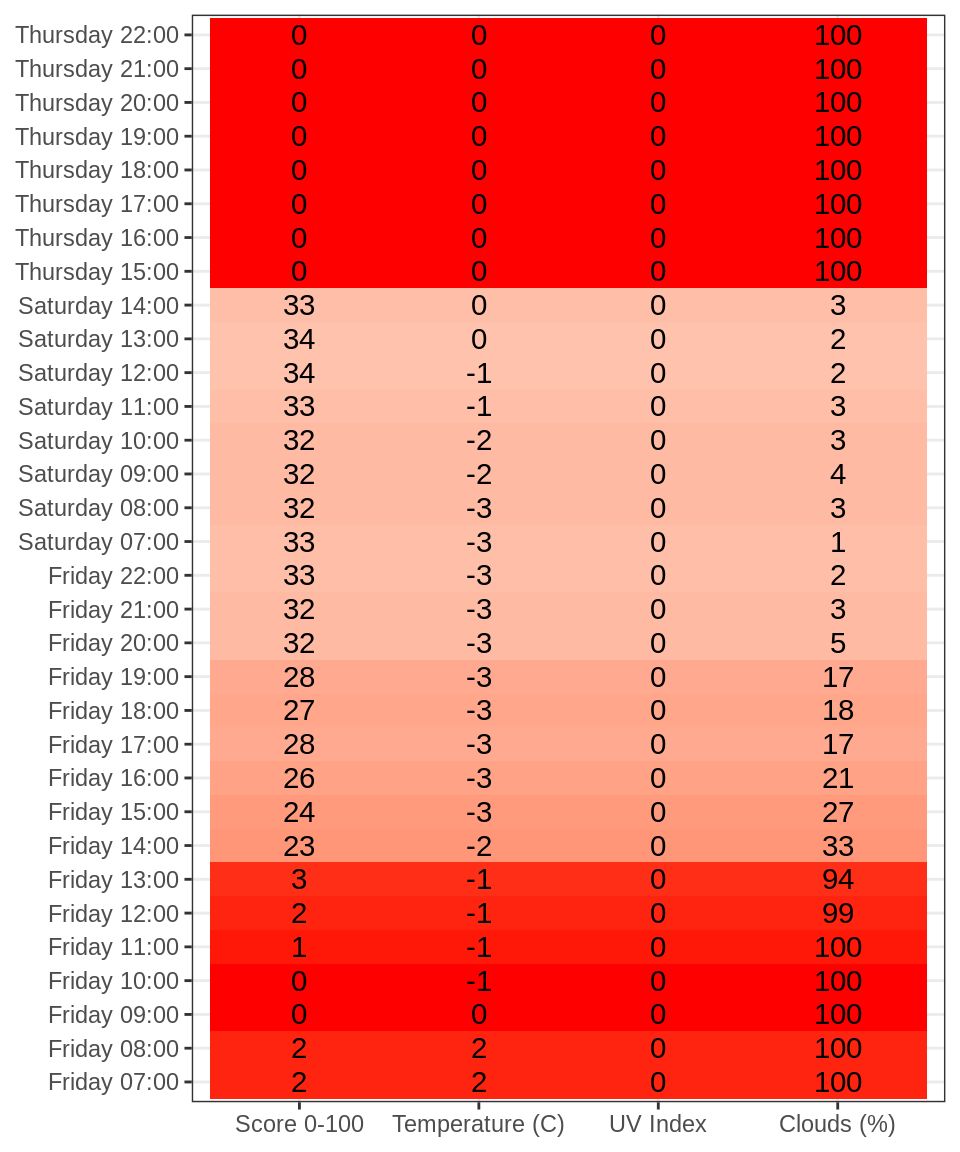 Thursday 22:00 0 0 0 100
Thursday 21:00 0 0 0 100
Thursday 20:00 0 0 0 100
Thursday 19:00 0 0 0 100
Thursday 18:00 0 0 0 100
Thursday 17:00 0 0 0 100
Thursday 16:00 0 0 0 100
Thursday 15:00 0 0 0 100
Saturday 14:00 33 0 0 3
Saturday 13:00 34 0 0 2
Saturday 12:00 34 -1 0 2
Saturday 11:00 33 -1 0 3
Saturday 10:00 32 -2 0 3
Saturday 09:00 32 -2 0 4
Saturday 08:00 32 -3 0 3
Saturday 07:00 33 -3 0 1
Friday 22:00 33 -3 0 2
Friday 21:00 32 -3 0 3
Friday 20:00 32 -3 0 5
Friday 19:00 28 -3 0 17
Friday 18:00 27 -3 0 18
Friday 17:00 28 -3 0 17
Friday 16:00 26 -3 0 21
Friday 15:00 24 -3 0 27
Friday 14:00 23 -2 0 33
Friday 13:00 3 -1 0 94
Friday 12:00 2 -1 0 99
Friday 11:00 1 -1 0 100
Friday 10:00 0 -1 0 100
Friday 09:00 0 0 0 100
Friday 08:00 2 2 0 100
Friday 07:00 2 2 0 100
Score 0-100 Temperature (C) UV Index Clouds (%)